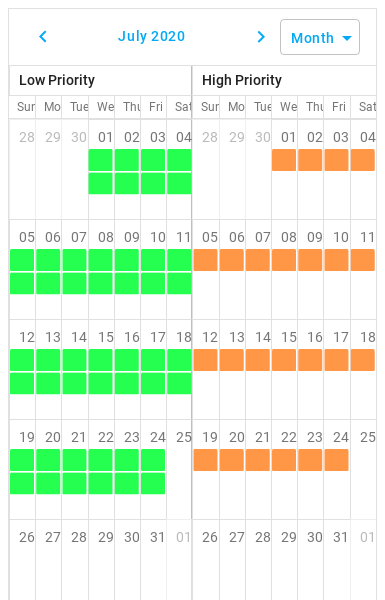 July 2020 Month
Low Priority High Priority
Sun Mo Tue We Thu Fri Sat Sun Mo Tue We Thu Fri Sat
28 29 30 01 02 03 04 28 29 30 01 02 03 04
05 06 07 08 09 10 11 05 06 07 08 09 10 11
12 13 14 15 16 17 18 12 13 14 15 16 17 18
19 20 21 22 23 24 25 19 20 21 22 23 24 25
26 27 28 29 30 31 01 26 27 28 29 30 31 01